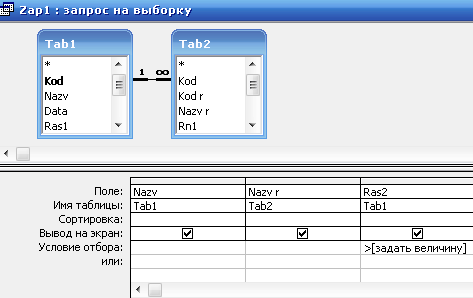 Zap1 : запрос на выборку
Tab1 Tab2
* *
Kod Kod
Nazv Kod r
Data Nazv r
Ras1 Rn1
1 ∞
Поле: Nazv Nazv r Ras2
Имя таблицы: Tab1 Tab2 Tab1
Сортировка:
Вывод на экран:
Условие отбора: >[задать величину]
или: